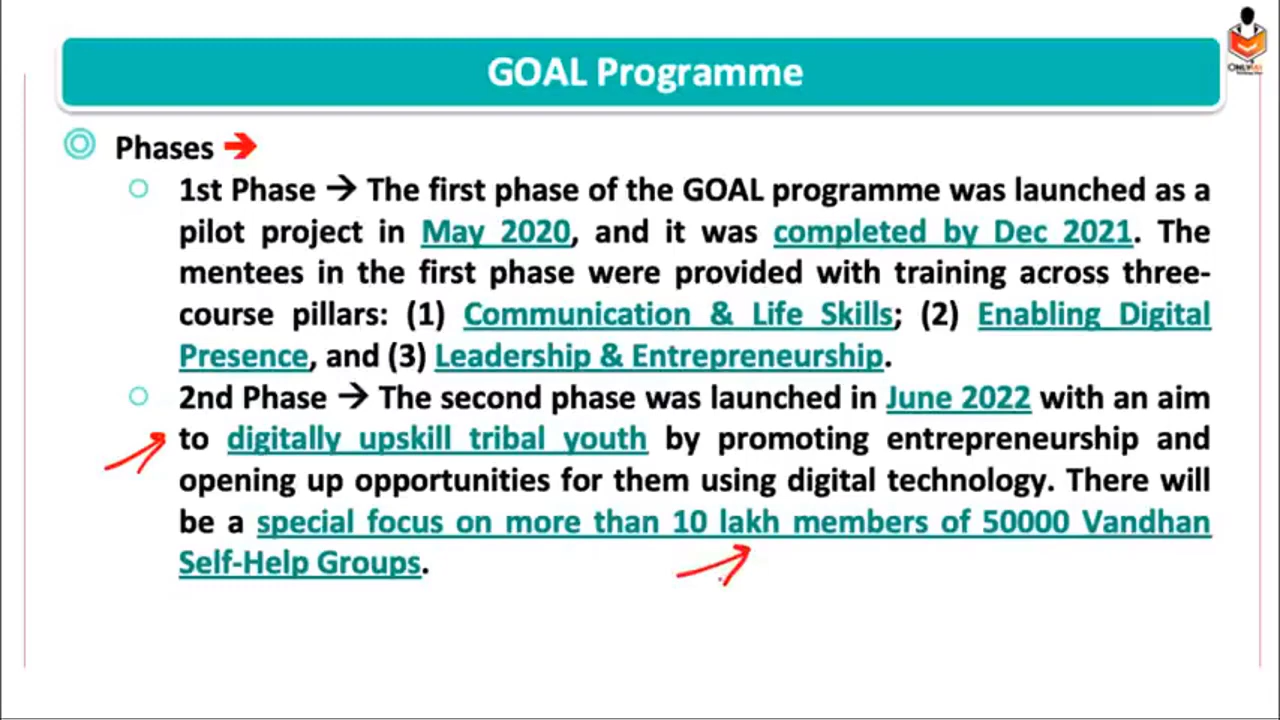 GOAL Programme
Phases ➔
1st Phase → The first phase of the GOAL programme was launched as a
pilot project in May 2020, and it was completed by Dec 2021. The
mentees in the first phase were provided with training across three-
course pillars: (1) Communication & Life Skills; (2) Enabling Digital
Presence, and (3) Leadership & Entrepreneurship.
2nd Phase → The second phase was launched in June 2022 with an aim
to digitally upskill tribal youth by promoting entrepreneurship and
opening up opportunities for them using digital technology. There will
be a special focus on more than 10 lakh members of 50000 Vandhan
Self-Help Groups.